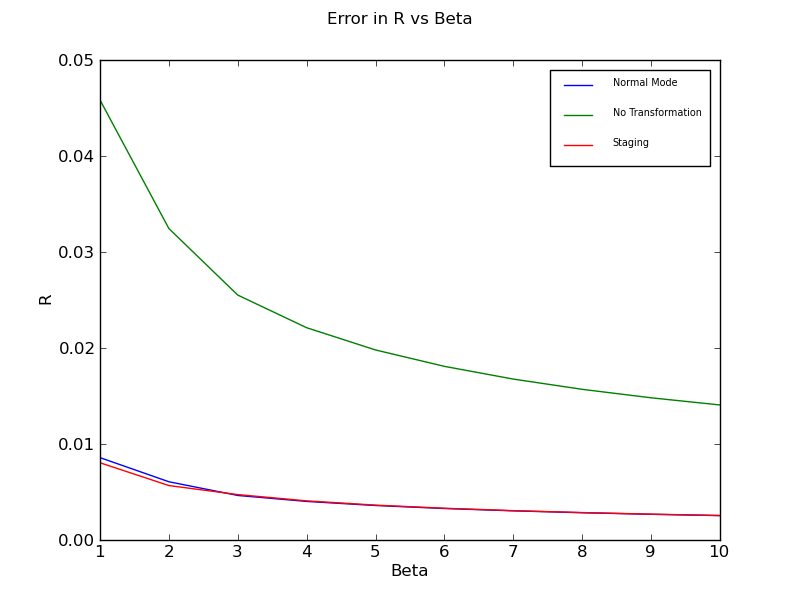 Error in R vs Beta
0.05
0.04
0.03
0.02
0.01
0.00
R
Normal Mode
No Transformation
Staging
1 2 3 4 5 6 7 8 9 10
Beta